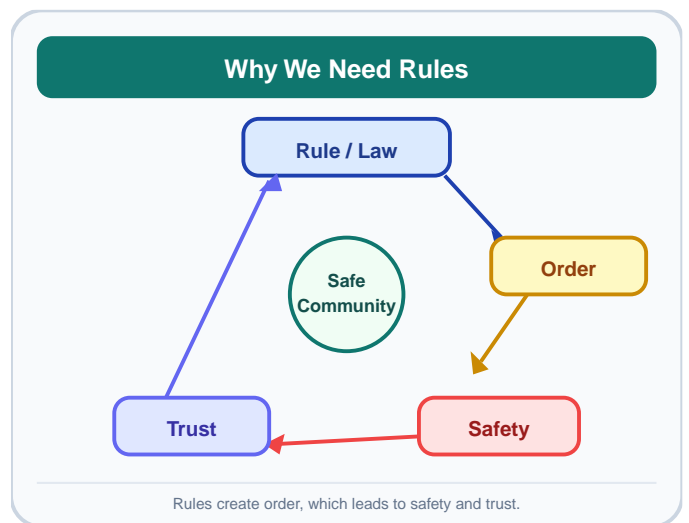 Why We Need Rules
Rule / Law
Order
Safe
Community
Trust
Safety
Rules create order, which leads to safety and trust.